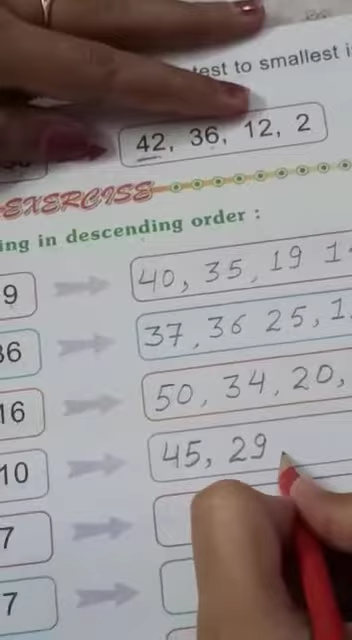 test to smallest i
42, 36, 12, 2
EXERCISE
ing in descending order :
9 40, 35, 19 1
36 37, 36 25, 1
16 50, 34, 20,
10 45, 29
7
7